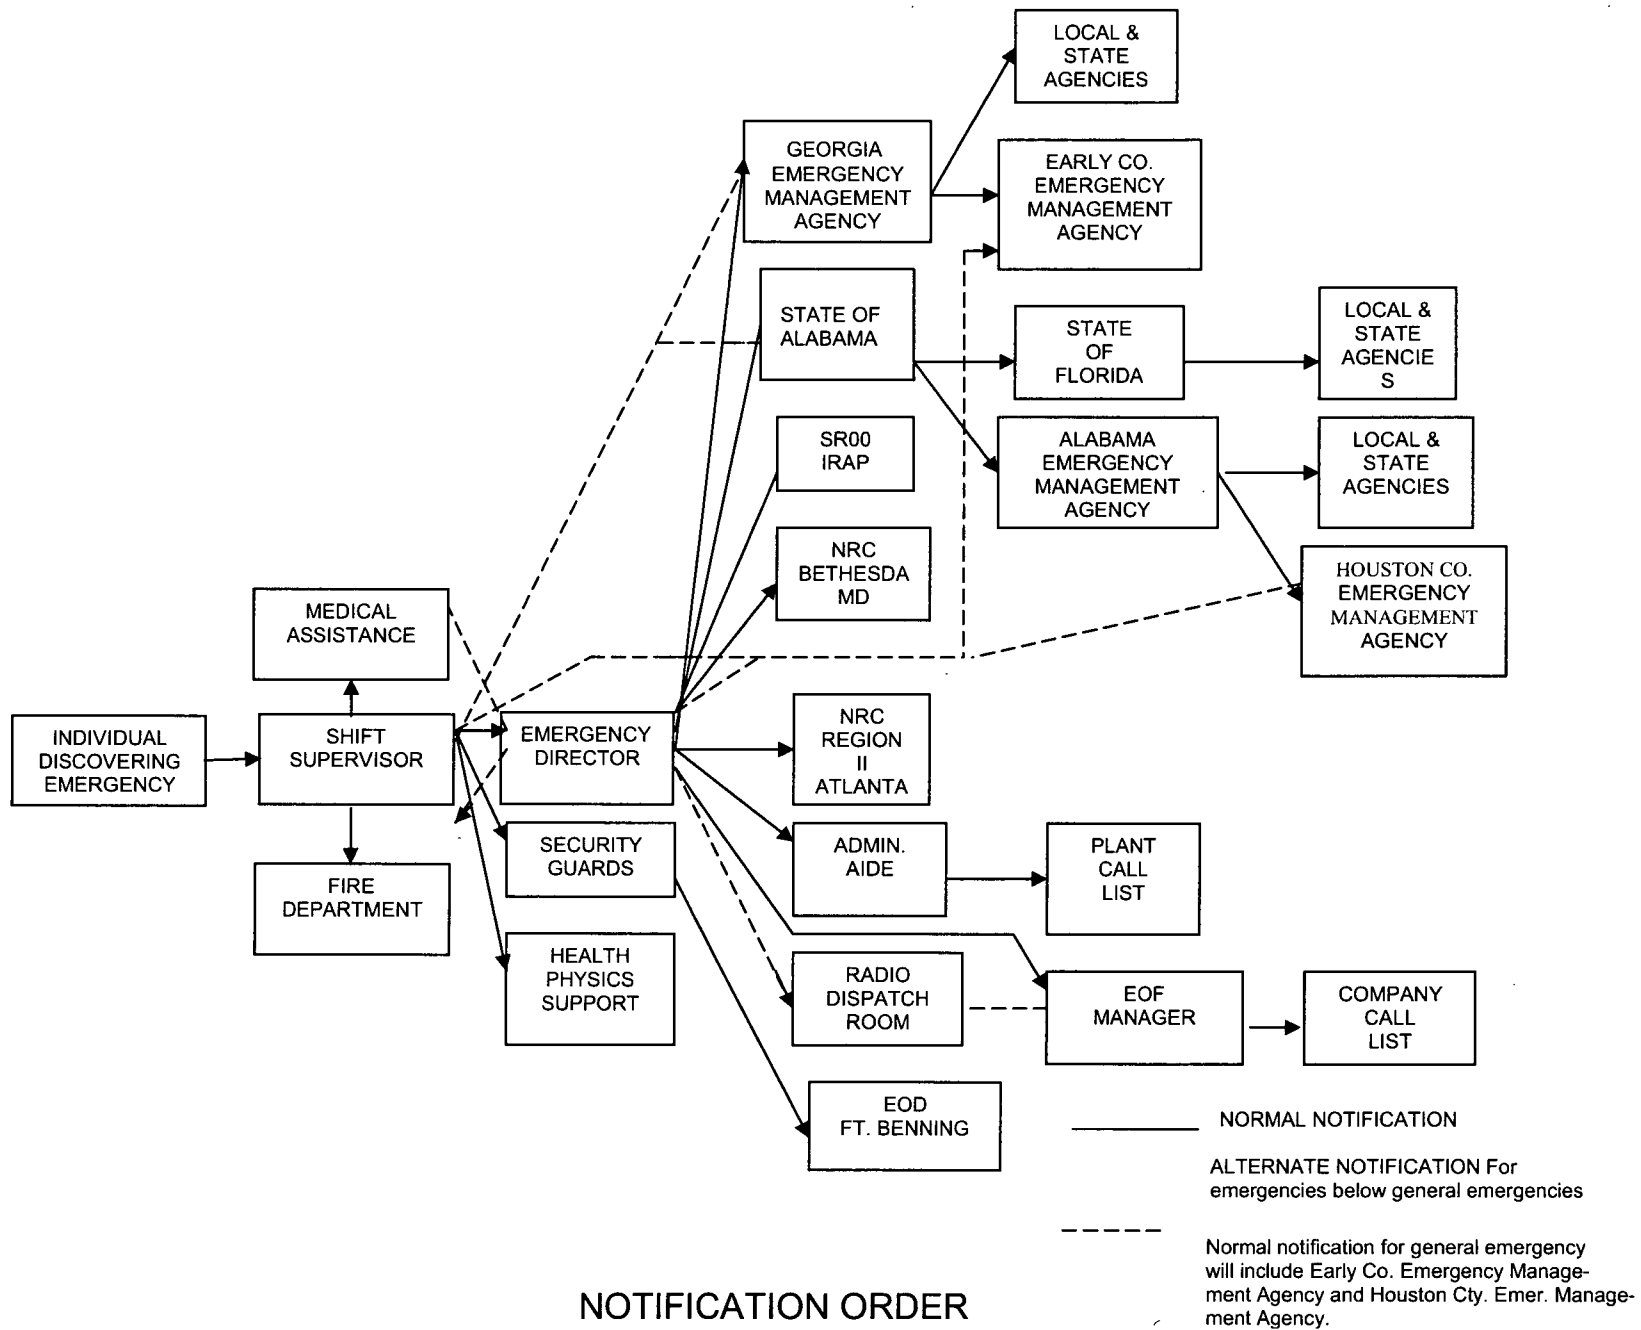 LOCAL &
STATE
AGENCIES
GEORGIA
EMERGENCY
MANAGEMENT
AGENCY
EARLY CO.
EMERGENCY
MANAGEMENT
AGENCY
STATE OF
ALABAMA
STATE
OF
FLORIDA
LOCAL &
STATE
AGENCIE
S
SR00
IRAP
ALABAMA
EMERGENCY
MANAGEMENT
AGENCY
LOCAL &
STATE
AGENCIES
NRC
BETHESDA
MD
HOUSTON CO.
EMERGENCY
MANAGEMENT
AGENCY
MEDICAL
ASSISTANCE
INDIVIDUAL
DISCOVERING
EMERGENCY
SHIFT
SUPERVISOR
EMERGENCY
DIRECTOR
NRC
REGION
II
ATLANTA
SECURITY
GUARDS
ADMIN.
AIDE
PLANT
CALL
LIST
FIRE
DEPARTMENT
HEALTH
PHYSICS
SUPPORT
RADIO
DISPATCH
ROOM
EOF
MANAGER
COMPANY
CALL
LIST
EOD
FT. BENNING
NORMAL NOTIFICATION
ALTERNATE NOTIFICATION For
emergencies below general emergencies
Normal notification for general emergency
will include Early Co. Emergency Manage-
ment Agency and Houston Cty. Emer. Manage-
ment Agency.
NOTIFICATION ORDER